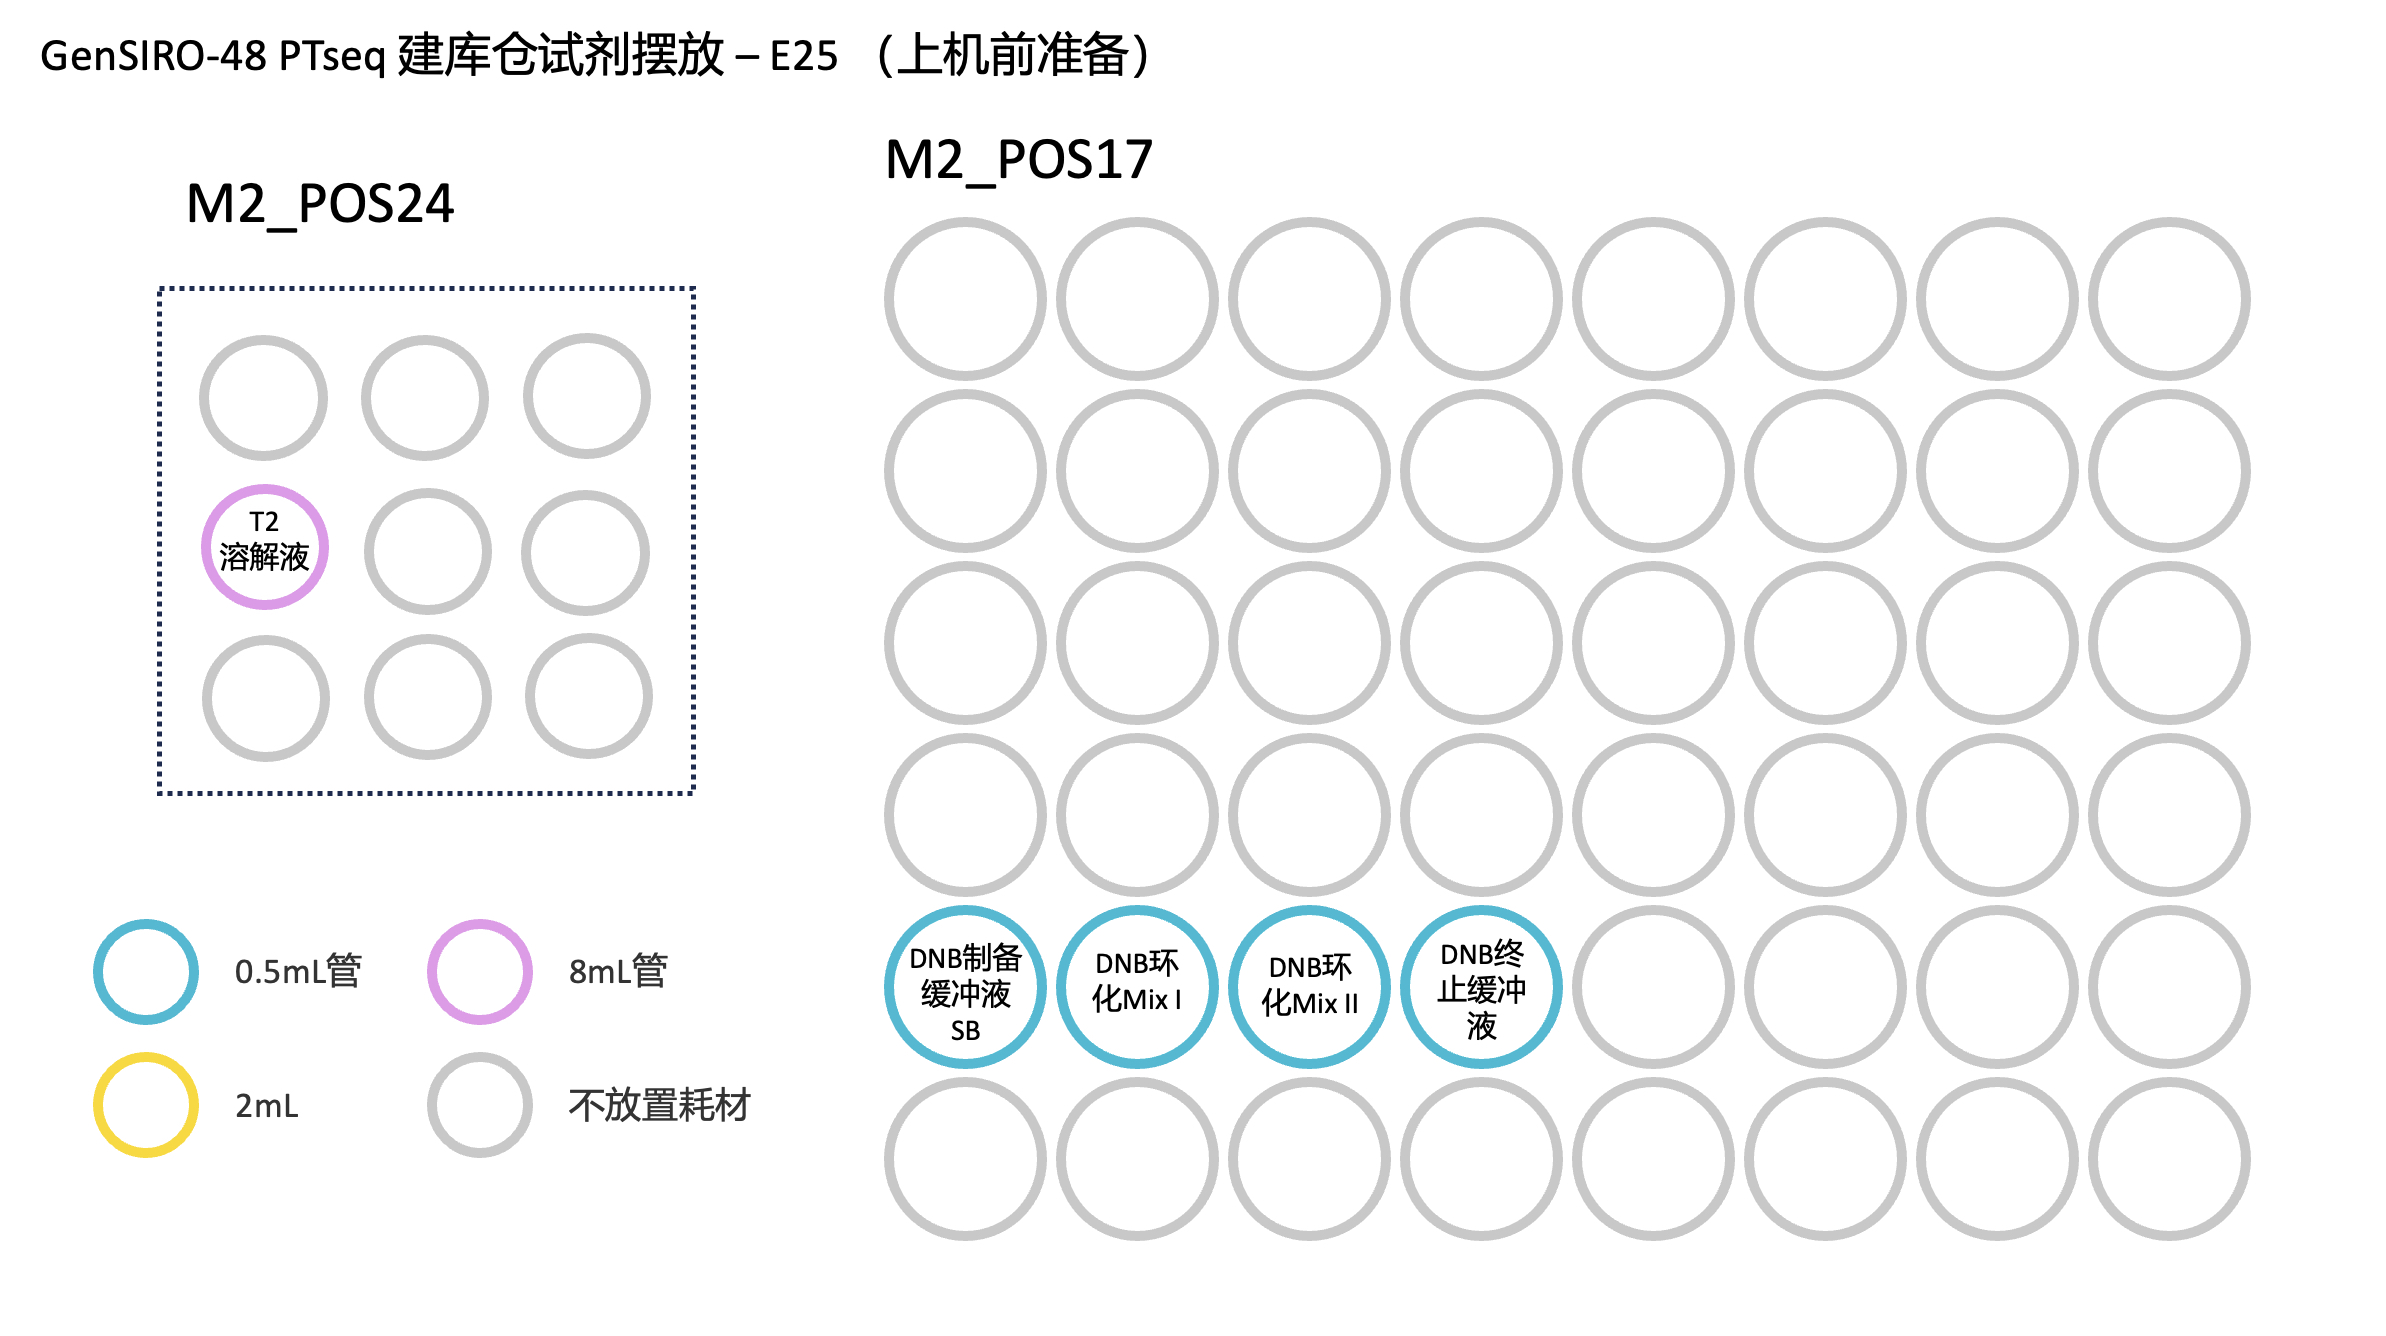 GenSIRO-48 PTseq 建库仓试剂摆放 – E25 （上机前准备）
M2_POS17
M2_POS24
T2
溶解液
0.5mL管
8mL管
2mL
不放置耗材
DNB制备
缓冲液
SB
DNB环
化Mix I
DNB环
化Mix II
DNB终
止缓冲
液